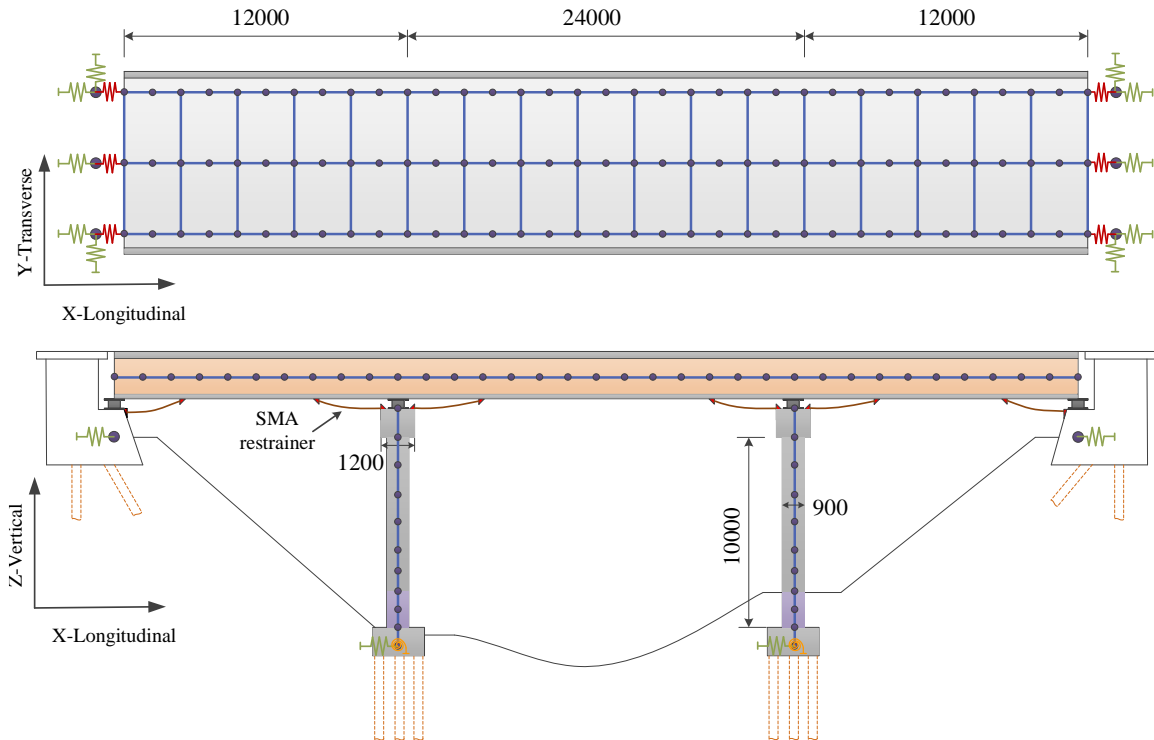 12000
24000
12000
Y-Transverse
X-Longitudinal
SMA
restrainer
1200
900
10000
Z-Vertical
X-Longitudinal